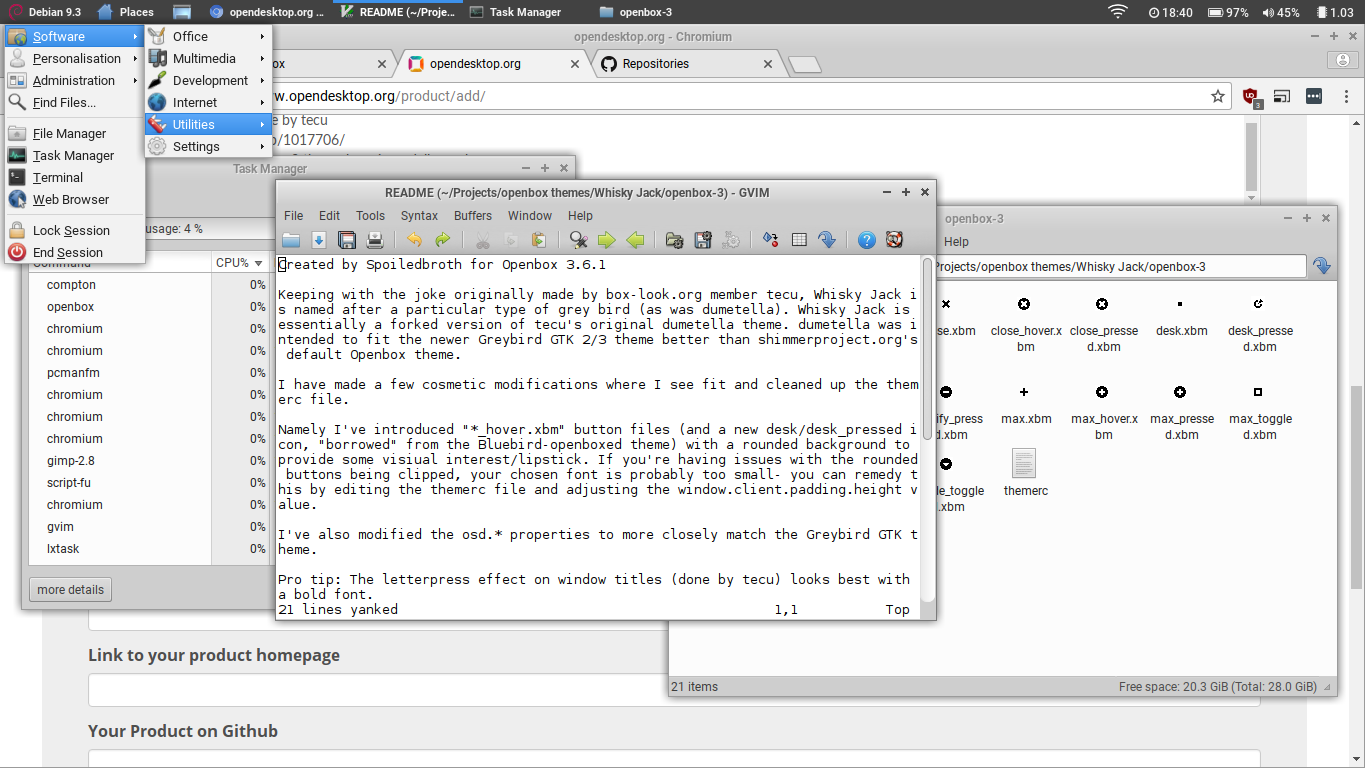 Debian 9.3
Places
opendesktop.org ...
README (~/Proje...
Task Manager
openbox-3
18:40
97%
45%
1.03
Software
Personalisation
Administration
Find Files...
File Manager
Task Manager
Terminal
Web Browser
Lock Session
End Session
Office
Multimedia
Development
Internet
Utilities
Settings
opendesktop.org - Chromium
ox
opendesktop.org
Repositories
w.opendesktop.org/product/add/
3
e by tecu
/1017706/
Task Manager
usage: 4 %
Command
CPU%
compton 0%
openbox 0%
chromium 0%
chromium 0%
pcmanfm 0%
chromium 0%
chromium 0%
chromium 0%
gimp-2.8 0%
script-fu 0%
chromium 0%
gvim 0%
lxtask 0%
more details
README (~/Projects/openbox themes/Whisky Jack/openbox-3) - GVIM
File Edit Tools Syntax Buffers Window Help
Created by Spoiledbroth for Openbox 3.6.1
Keeping with the joke originally made by box-look.org member tecu, Whisky Jack i
s named after a particular type of grey bird (as was dumetella). Whisky Jack is
essentially a forked version of tecu's original dumetella theme. dumetella was i
ntended to fit the newer Greybird GTK 2/3 theme better than shimmerproject.org's
default Openbox theme.
I have made a few cosmetic modifications where I see fit and cleaned up the them
erc file.
Namely I've introduced "*_hover.xbm" button files (and a new desk/desk_pressed i
con, "borrowed" from the Bluebird-openboxed theme) with a rounded background to
provide some visiual interest/lipstick. If you're having issues with the rounded
buttons being clipped, your chosen font is probably too small- you can remedy t
his by editing the themerc file and adjusting the window.client.padding.height v
alue.
I've also modified the osd.* properties to more closely match the Greybird GTK t
heme.
Pro tip: The letterpress effect on window titles (done by tecu) looks best with
a bold font.
21 lines yanked 1,1 Top
openbox-3
Help
Projects/openbox themes/Whisky Jack/openbox-3
se.xbm
close_hover.x
bm
close_presse
d.xbm
desk.xbm
desk_presse
d.xbm
ify_press
d.xbm
max.xbm
max_hover.x
bm
max_presse
d.xbm
max_toggle
d.xbm
le_toggle
.xbm
themerc
21 items
Free space: 20.3 GiB (Total: 28.0 GiB)
Link to your product homepage
Your Product on Github